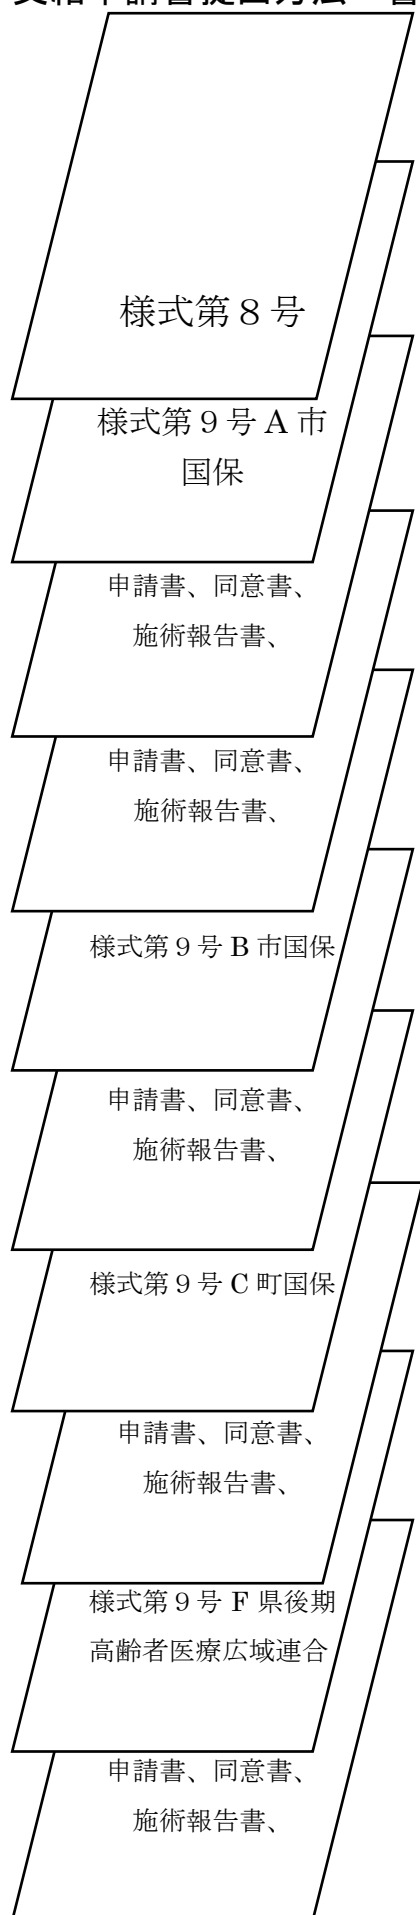 様式第８号
様式第９号 A 市
国保
申請書、同意書、
施術報告書、
申請書、同意書、
施術報告書、
様式第９号 B 市国保
申請書、同意書、
施術報告書、
様式第９号 C 町国保
申請書、同意書、
施術報告書、
様式第９号 F 県後期
高齢者医療広域連合
申請書、同意書、
施術報告書、